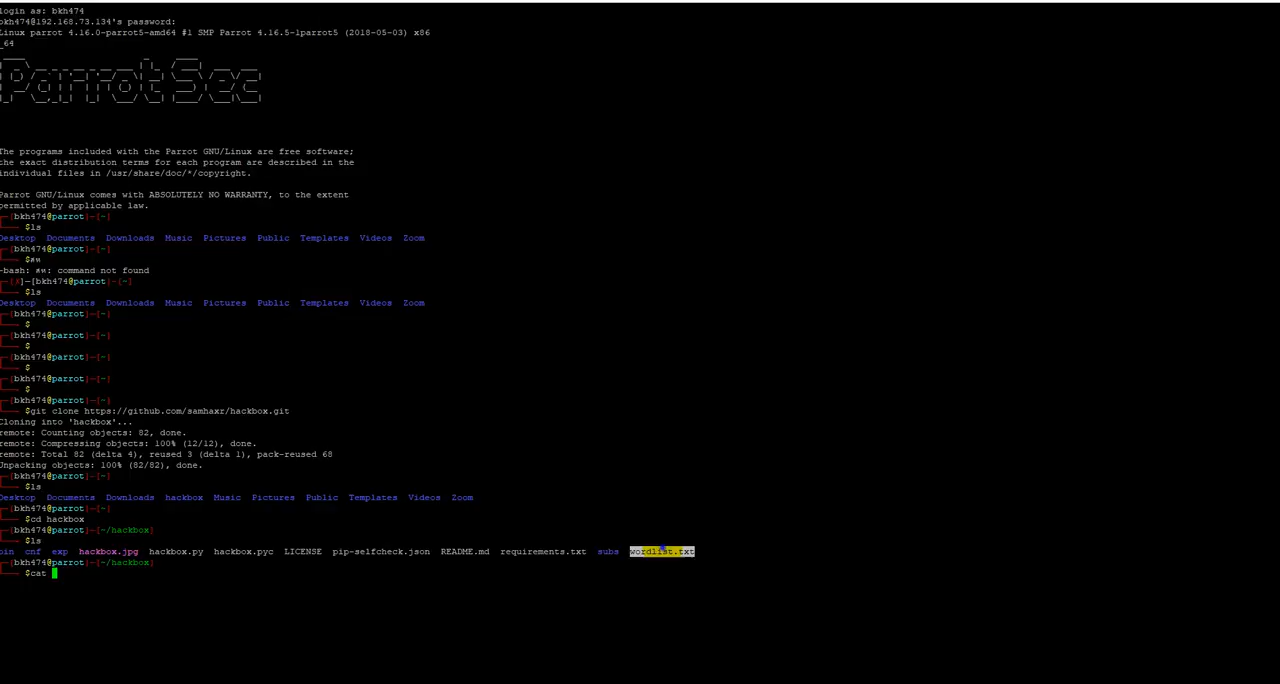 login as: bkh474
bkh474@192.168.73.134's password:
Linux parrot 4.16.0-parrot5-amd64 #1 SMP Parrot 4.16.5-1parrot5 (2018-05-03) x86
_64
Parrot Sec
The programs included with the Parrot GNU/Linux are free software;
the exact distribution terms for each program are described in the
individual files in /usr/share/doc/*/copyright.
Parrot GNU/Linux comes with ABSOLUTELY NO WARRANTY, to the extent
permitted by applicable law.
┌─[bkh474@parrot]─[~]
└──╼ $ls
Desktop  Documents  Downloads  Music  Pictures  Public  Templates  Videos  Zoom
┌─[bkh474@parrot]─[~]
└──╼ $
-bash: : command not found
┌─[✗]─[bkh474@parrot]─[~]
└──╼ $ls
Desktop  Documents  Downloads  Music  Pictures  Public  Templates  Videos  Zoom
┌─[bkh474@parrot]─[~]
└──╼ $
┌─[bkh474@parrot]─[~]
└──╼ $
┌─[bkh474@parrot]─[~]
└──╼ $
┌─[bkh474@parrot]─[~]
└──╼ $
┌─[bkh474@parrot]─[~]
└──╼ $git clone https://github.com/samhaxr/hackbox.git
Cloning into 'hackbox'...
remote: Counting objects: 82, done.
remote: Compressing objects: 100% (12/12), done.
remote: Total 82 (delta 4), reused 3 (delta 1), pack-reused 68
Unpacking objects: 100% (82/82), done.
┌─[bkh474@parrot]─[~]
└──╼ $ls
Desktop  Documents  Downloads  hackbox  Music  Pictures  Public  Templates  Videos  Zoom
┌─[bkh474@parrot]─[~]
└──╼ $cd hackbox
┌─[bkh474@parrot]─[~/hackbox]
└──╼ $ls
bin  cnf  exp  hackbox.jpg  hackbox.py  hackbox.pyc  LICENSE  pip-selfcheck.json  README.md  requirements.txt  subs  wordlist.txt
┌─[bkh474@parrot]─[~/hackbox]
└──╼ $cat